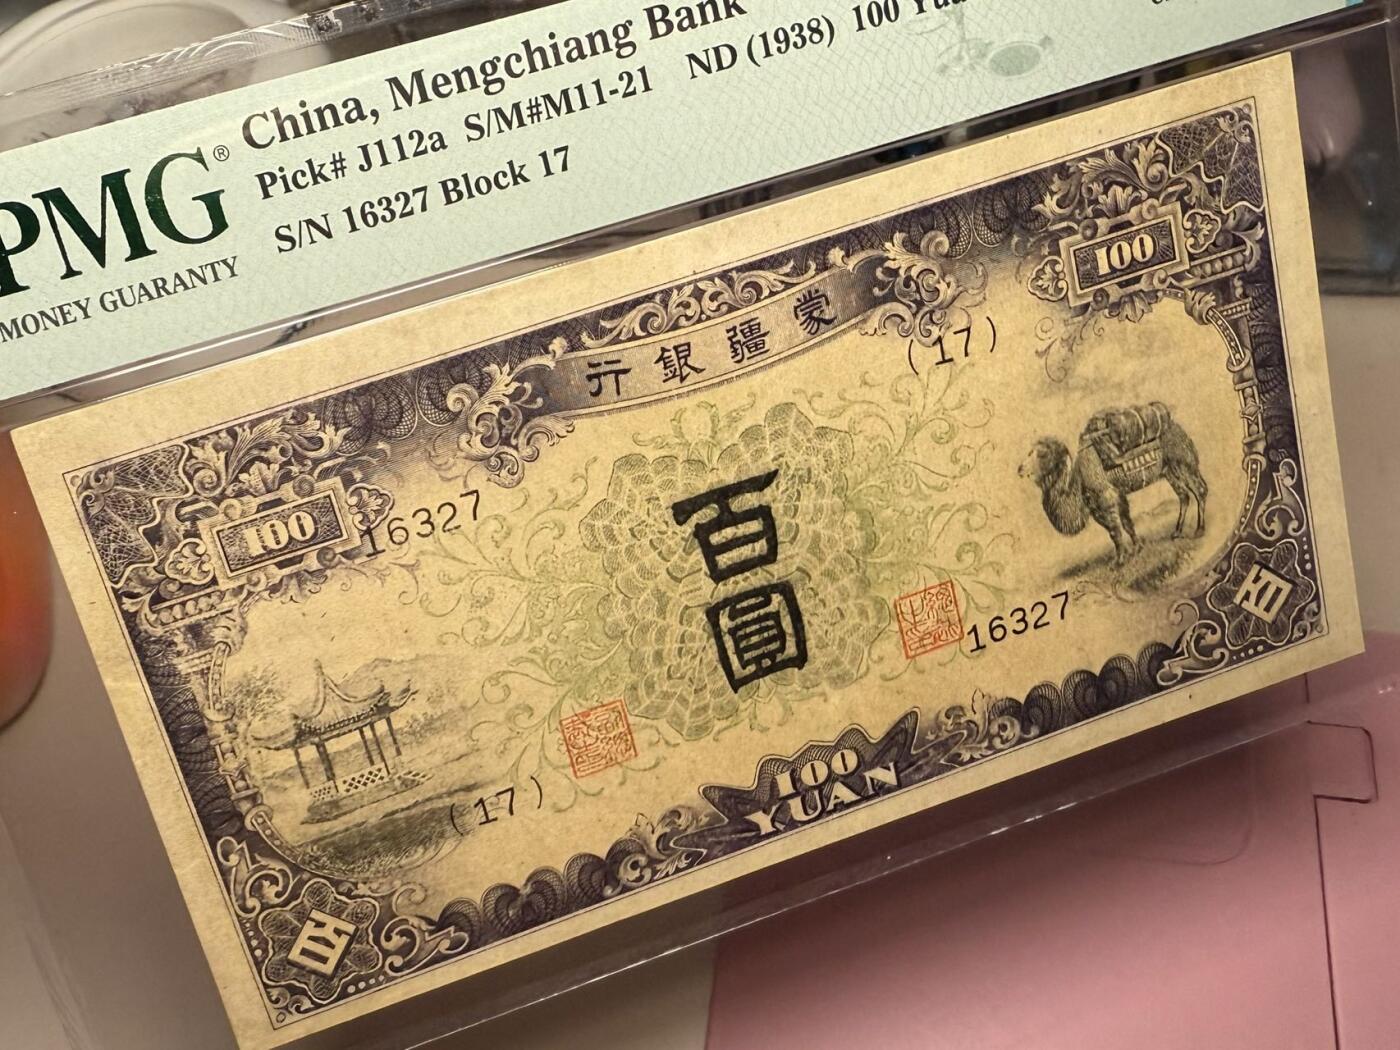 China, Mengchiang Bank
Pick# J112a S/M#M11-21 ND (1938) 100 Yuan
S/N 16327 Block 17
PMG®
MONEY GUARANTY
行銀疆蒙
(17)
100
100
16327
百圓
16327
(17)
100
YUAN
百
百